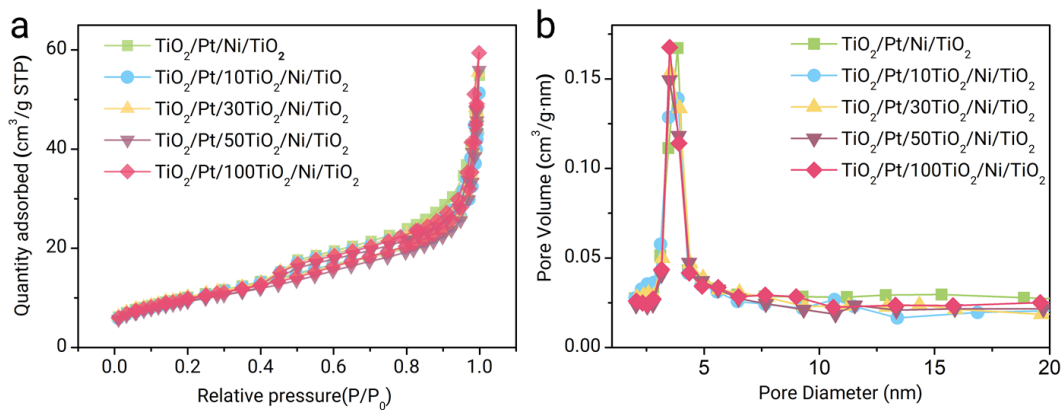 a
Quantity adsorbed (cm³/g STP)
60
40
20
0
TiO₂/Pt/Ni/TiO₂
TiO₂/Pt/10TiO₂/Ni/TiO₂
TiO₂/Pt/30TiO₂/Ni/TiO₂
TiO₂/Pt/50TiO₂/Ni/TiO₂
TiO₂/Pt/100TiO₂/Ni/TiO₂
0.0 0.2 0.4 0.6 0.8 1.0
Relative pressure(P/P₀)
b
Pore Volume (cm³/g·nm)
0.15
0.10
0.05
0.00
TiO₂/Pt/Ni/TiO₂
TiO₂/Pt/10TiO₂/Ni/TiO₂
TiO₂/Pt/30TiO₂/Ni/TiO₂
TiO₂/Pt/50TiO₂/Ni/TiO₂
TiO₂/Pt/100TiO₂/Ni/TiO₂
5 10 15 20
Pore Diameter (nm)